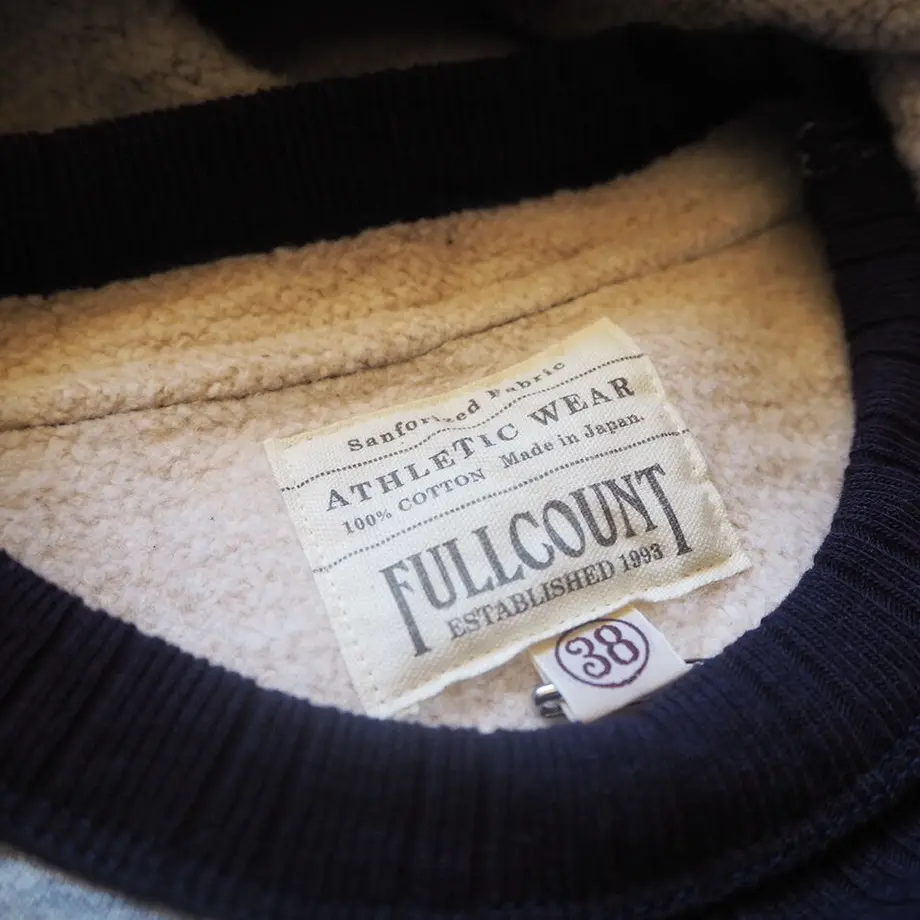 Sanforized Fabric
ATHLETIC WEAR
100% COTTON Made in Japan.
FULLCOUNT
ESTABLISHED 1993
38